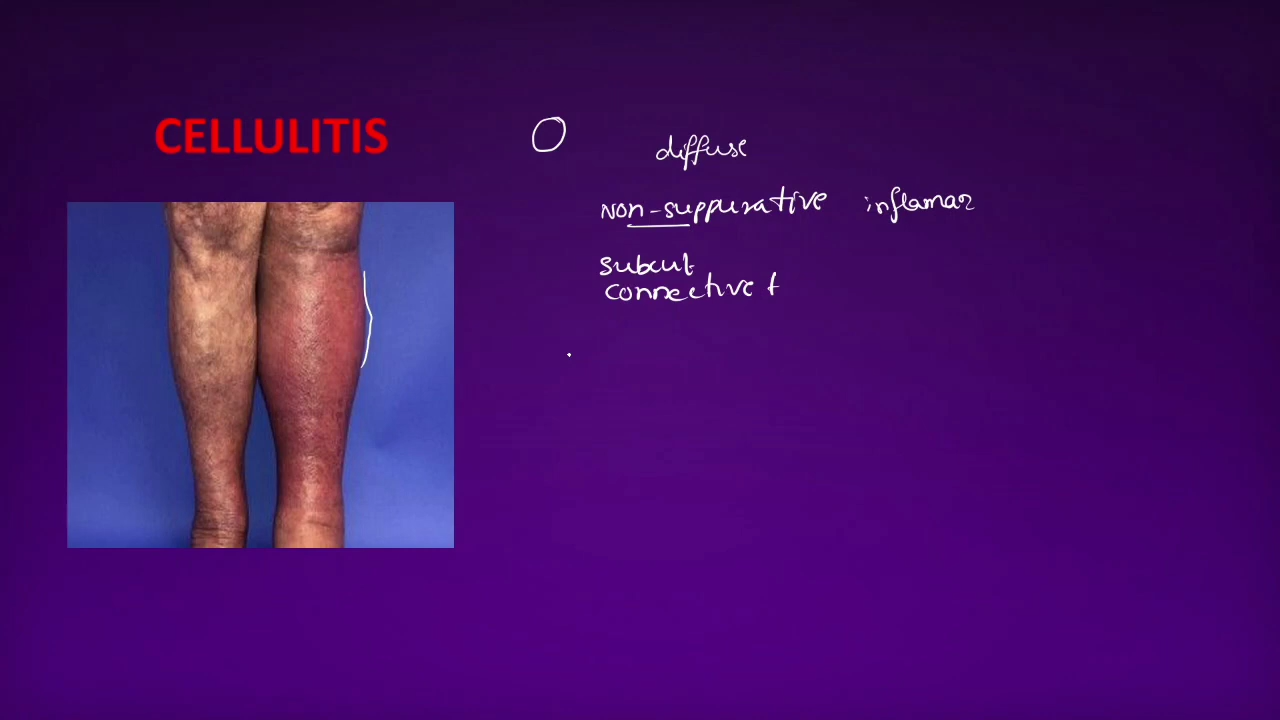 CELLULITIS
diffuse
non-suppurative inflamar
subcut
connective t